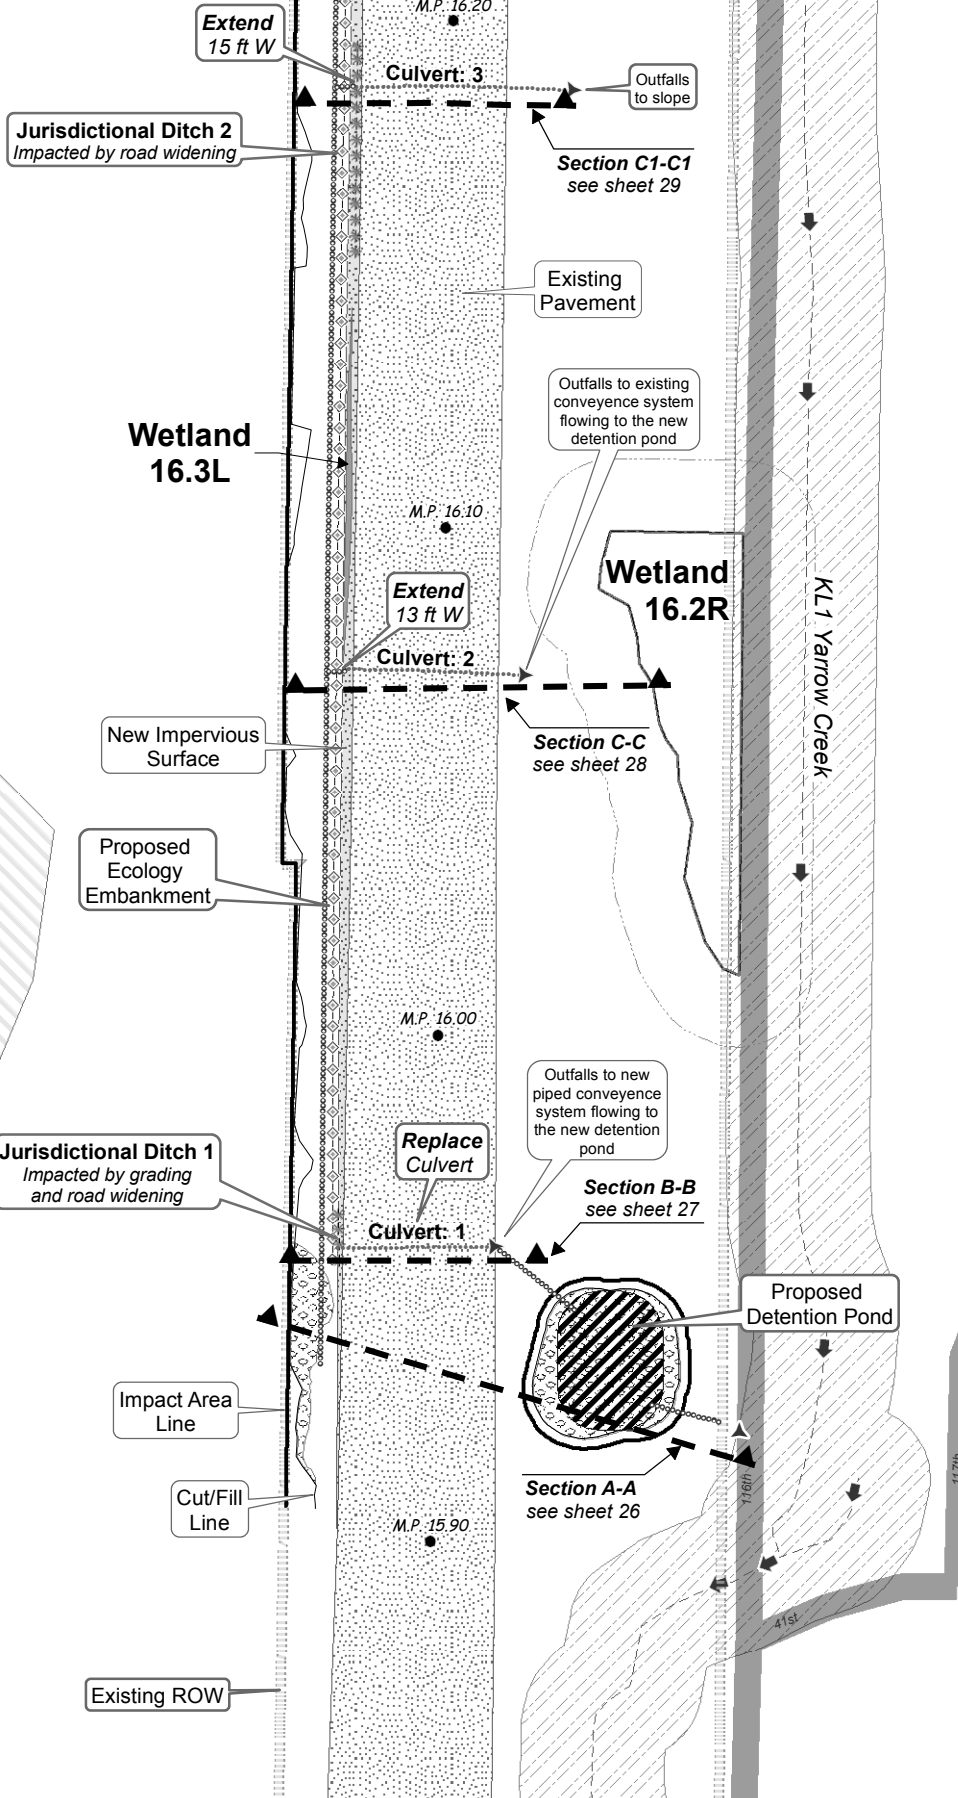 M.P. 16.20
Extend
15 ft W
Culvert: 3
Outfalls
to slope
Jurisdictional Ditch 2
Impacted by road widening
Section C1-C1
see sheet 29
Existing
Pavement
Outfalls to existing
conveyence system
flowing to the new
detention pond
Wetland
16.3L
M.P. 16.10
Wetland
16.2R
KL1 Yarrow Creek
Extend
13 ft W
Culvert: 2
New Impervious
Surface
Section C-C
see sheet 28
Proposed
Ecology
Embankment
M.P. 16.00
Outfalls to new
piped conveyence
system flowing to
the new detention
pond
Jurisdictional Ditch 1
Impacted by grading
and road widening
Replace
Culvert
Section B-B
see sheet 27
Culvert: 1
Proposed
Detention Pond
Impact Area
Line
Cut/Fill
Line
Section A-A
see sheet 26
116th
117th
M.P. 15.90
41st
Existing ROW